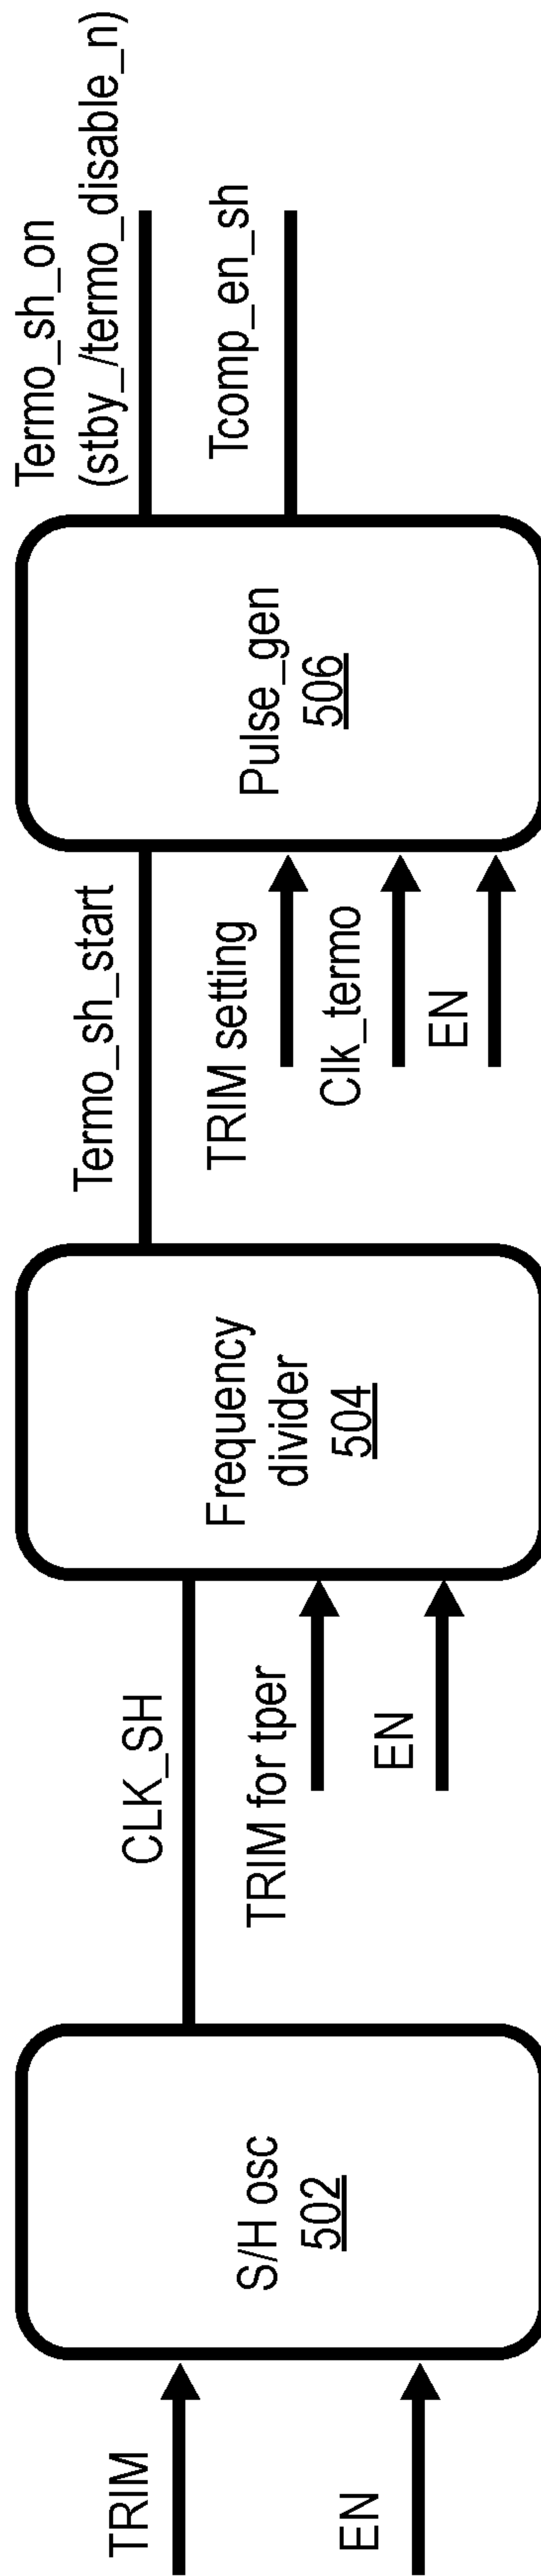 TRIM
EN
S/H osc
502
CLK_SH
TRIM for tper
EN
Frequency
divider
504
Termo_sh_start
TRIM setting
Clk_termo
EN
Pulse_gen
506
Termo_sh_on
(stby_/termo_disable_n)
Tcomp_en_sh